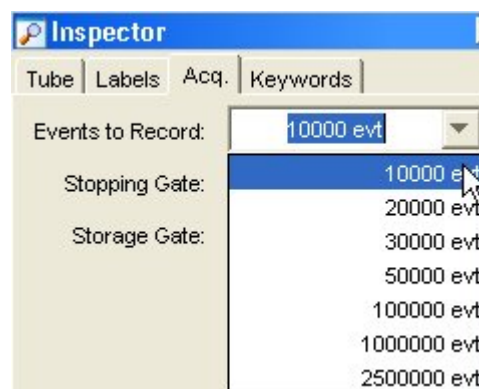 Inspector
Tube Labels Acq. Keywords
Events to Record: 10000 evt
10000 evt
Stopping Gate:
20000 evt
Storage Gate:
30000 evt
50000 evt
100000 evt
1000000 evt
2500000 evt